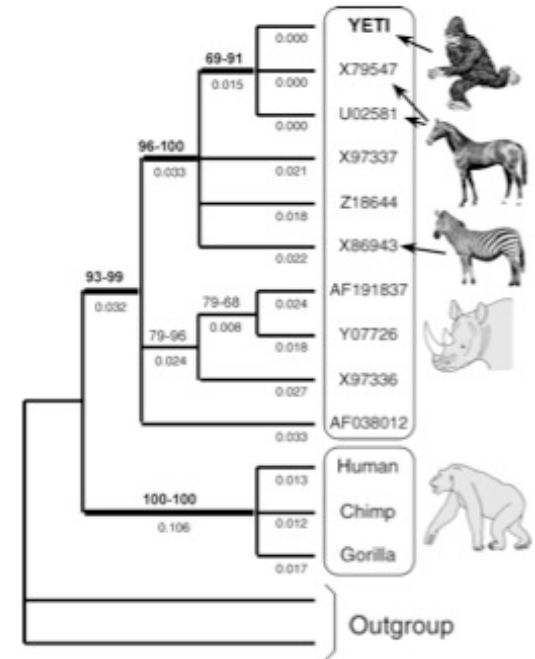 YETI
0.000
69-91
X79547
0.015
0.000
U02581
0.000
96-100
X97337
0.033
0.021
Z18644
0.018
X86943
0.022
93-99
AF191837
0.032
79-68
0.024
0.008
Y07726
79-96
0.018
0.024
X97336
0.027
AF038012
0.033
Human
0.013
100-100
Chimp
0.106
0.012
Gorilla
0.017
Outgroup